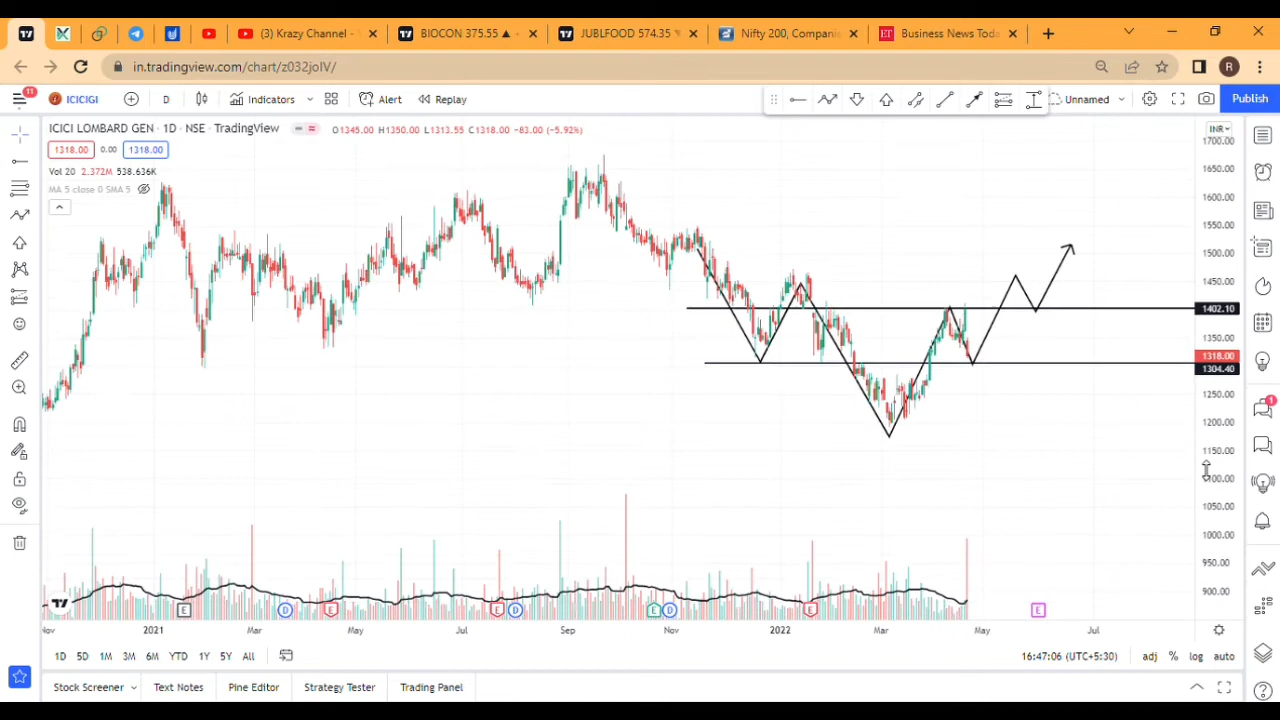 (3) Krazy Channel -
BIOCON 375.55 ▲
JUBLFOOD 574.35 ▼
Nifty 200, Companie
ET Business News Toda
in.tradingview.com/chart/z032joIV/
R
11
ICICIGI
D
Indicators
Alert
Replay
Unnamed
Publish
ICICI LOMBARD GEN · 1D · NSE · TradingView
O1345.00 H1350.00 L1313.55 C1318.00 −83.00 (−5.92%)
INR
1318.00 0.00 1318.00
Vol 20 2.372M 538.636K
MA 5 close 0 SMA 5
1700.00
1650.00
1600.00
1550.00
1500.00
1450.00
1402.10
1350.00
1318.00
1304.40
1250.00
1200.00
1150.00
1100.00
1050.00
1000.00
950.00
900.00
1
E D E E D E D E E
Nov 2021 Mar May Jul Sep Nov 2022 Mar May Jul
1D 5D 1M 3M 6M YTD 1Y 5Y All
16:47:06 (UTC+5:30) adj % log auto
Stock Screener Text Notes Pine Editor Strategy Tester Trading Panel